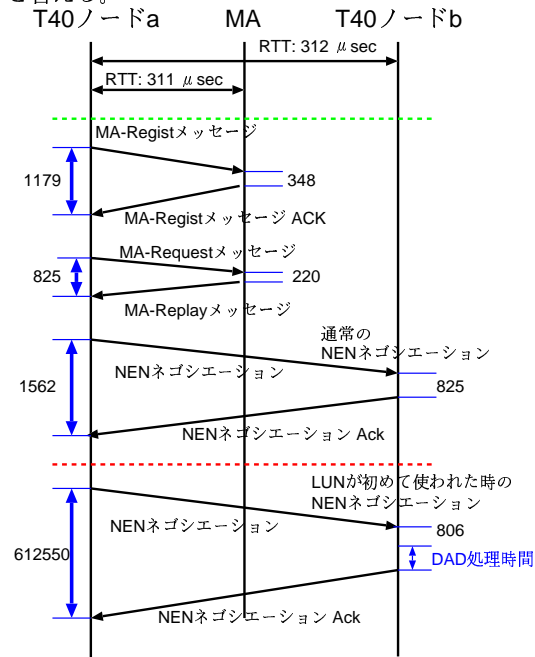 T40ノードa MA T40ノードb
RTT: 312 μsec
RTT: 311 μsec
MA-Registメッセージ
1179
348
MA-Registメッセージ ACK
MA-Requestメッセージ
825
220
MA-Replayメッセージ
通常の
NENネゴシエーション
NENネゴシエーション
1562
825
NENネゴシエーション Ack
LUNが初めて使われた時の
NENネゴシエーション
NENネゴシエーション
806
612550
DAD処理時間
NENネゴシエーション Ack